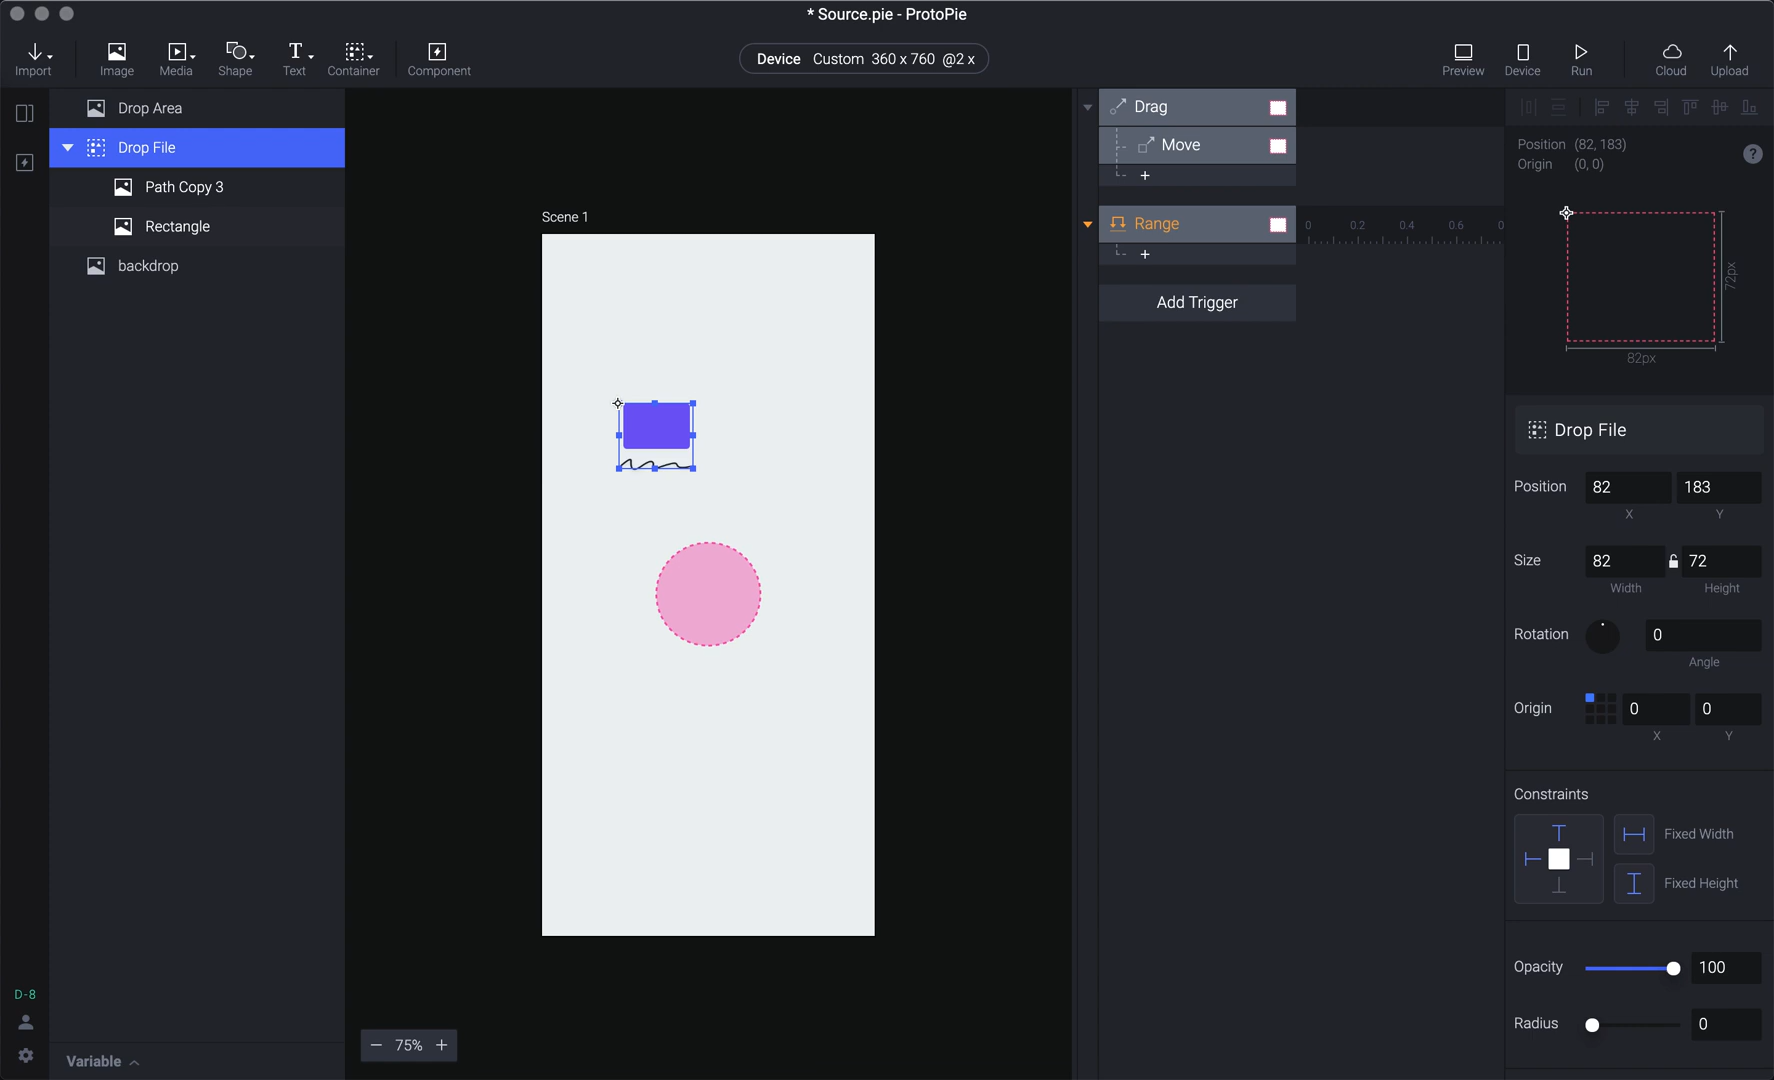 * Source.pie - ProtoPie
Import
Image
Media
Shape
Text
Container
Component
Device Custom 360 x 760 @2 x
Preview
Device
Run
Cloud
Upload
Drop Area
Drop File
Path Copy 3
Rectangle
backdrop
D-8
Variable
Scene 1
75%
Drag
Move
Range
0 0.2 0.4 0.6 0
Add Trigger
Position (82, 183)
Origin (0, 0)
72px
82px
Drop File
Position 82 183
X Y
Size 82 72
Width Height
Rotation 0
Angle
Origin 0 0
X Y
Constraints
Fixed Width
Fixed Height
Opacity 100
Radius 0